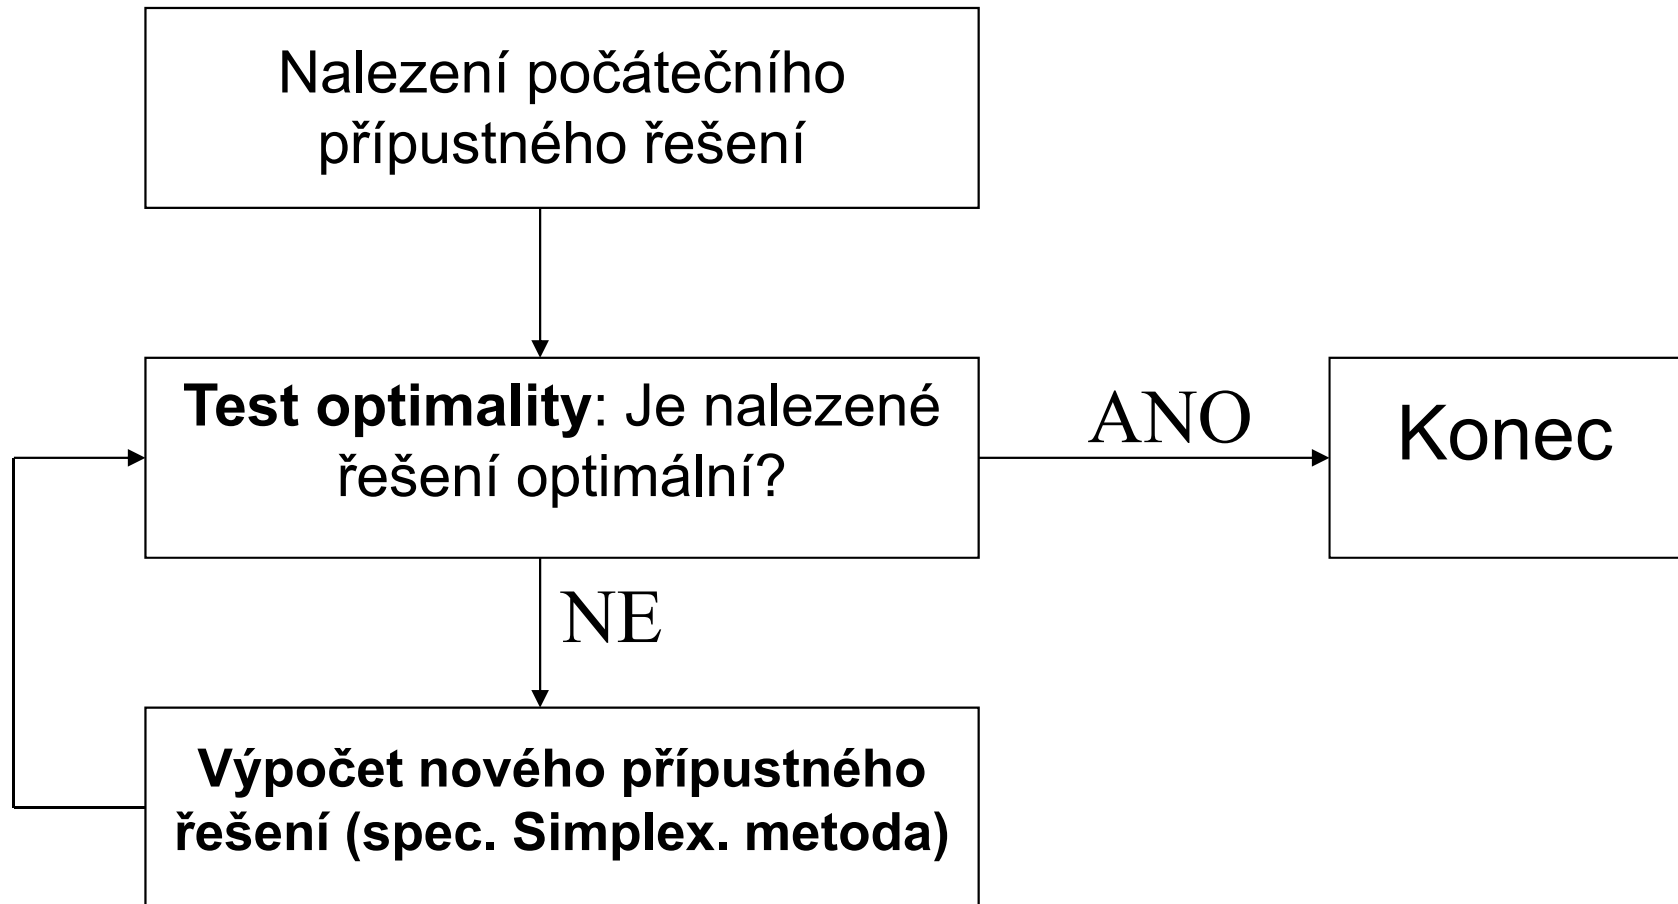 Nalezení počátečního
přípustného řešení
Test optimality: Je nalezené
řešení optimální?
ANO
Konec
NE
Výpočet nového přípustného
řešení (spec. Simplex. metoda)